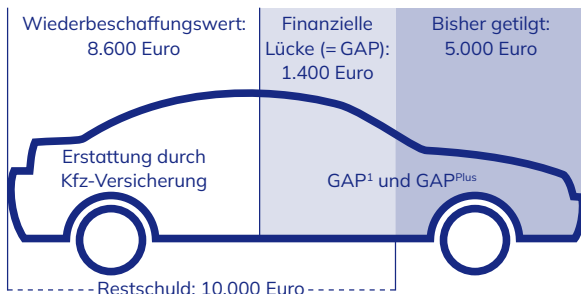 Wiederbeschaffungswert:
8.600 Euro
Finanzielle
Lücke (= GAP):
1.400 Euro
Bisher getilgt:
5.000 Euro
Erstattung durch
Kfz-Versicherung
GAP¹ und GAPᴾˡᵘˢ
Restschuld: 10.000 Euro